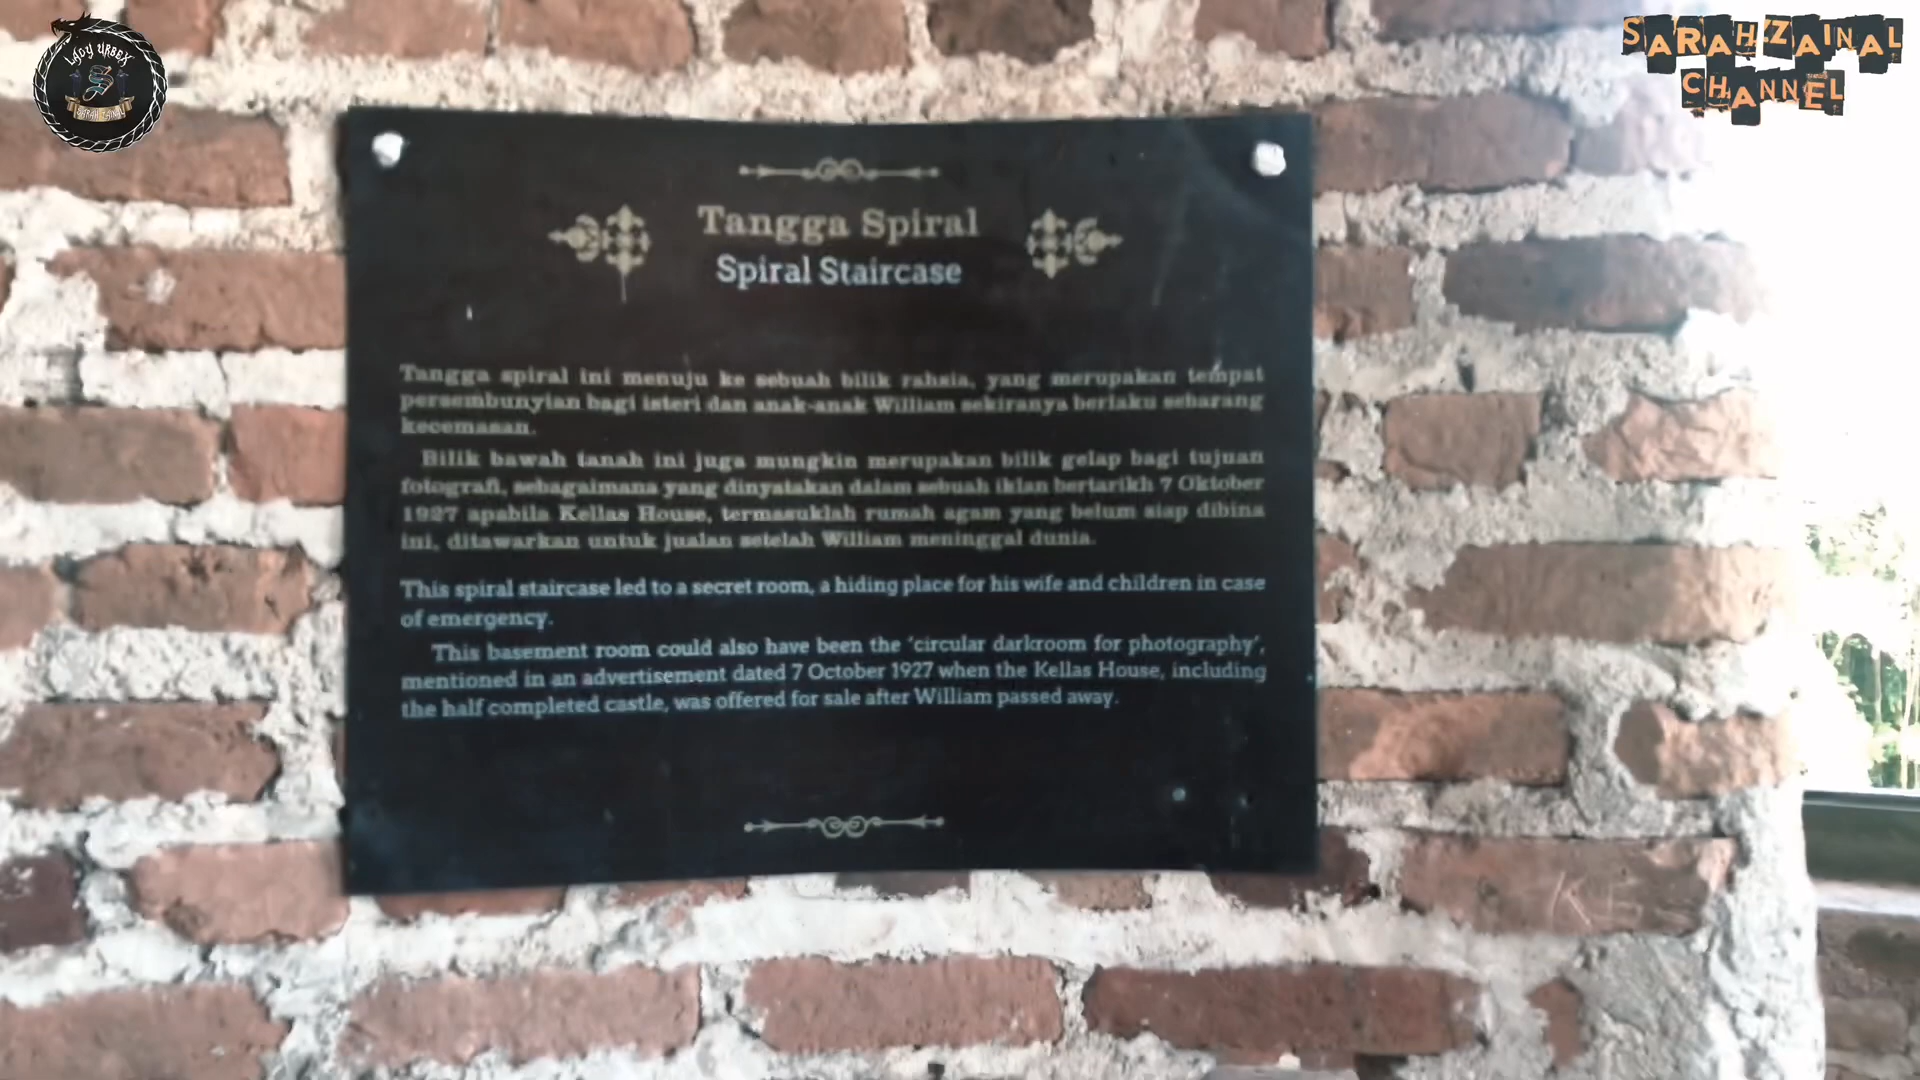 LADY URBEX
SARAH ZAINAL
SARAH ZAINAL
CHANNEL
Tangga Spiral
Spiral Staircase
Tangga spiral ini menuju ke sebuah bilik rahsia, yang merupakan tempat
persembunyian bagi isteri dan anak-anak William sekiranya berlaku sebarang
kecemasan.
Bilik bawah tanah ini juga mungkin merupakan bilik gelap bagi tujuan
fotografi, sebagaimana yang dinyatakan dalam sebuah iklan bertarikh 7 Oktober
1927 apabila Kellas House, termasuklah rumah agam yang belum siap dibina
ini, ditawarkan untuk jualan setelah William meninggal dunia.
This spiral staircase led to a secret room, a hiding place for his wife and children in case
of emergency.
This basement room could also have been the ‘circular darkroom for photography’,
mentioned in an advertisement dated 7 October 1927 when the Kellas House, including
the half completed castle, was offered for sale after William passed away.